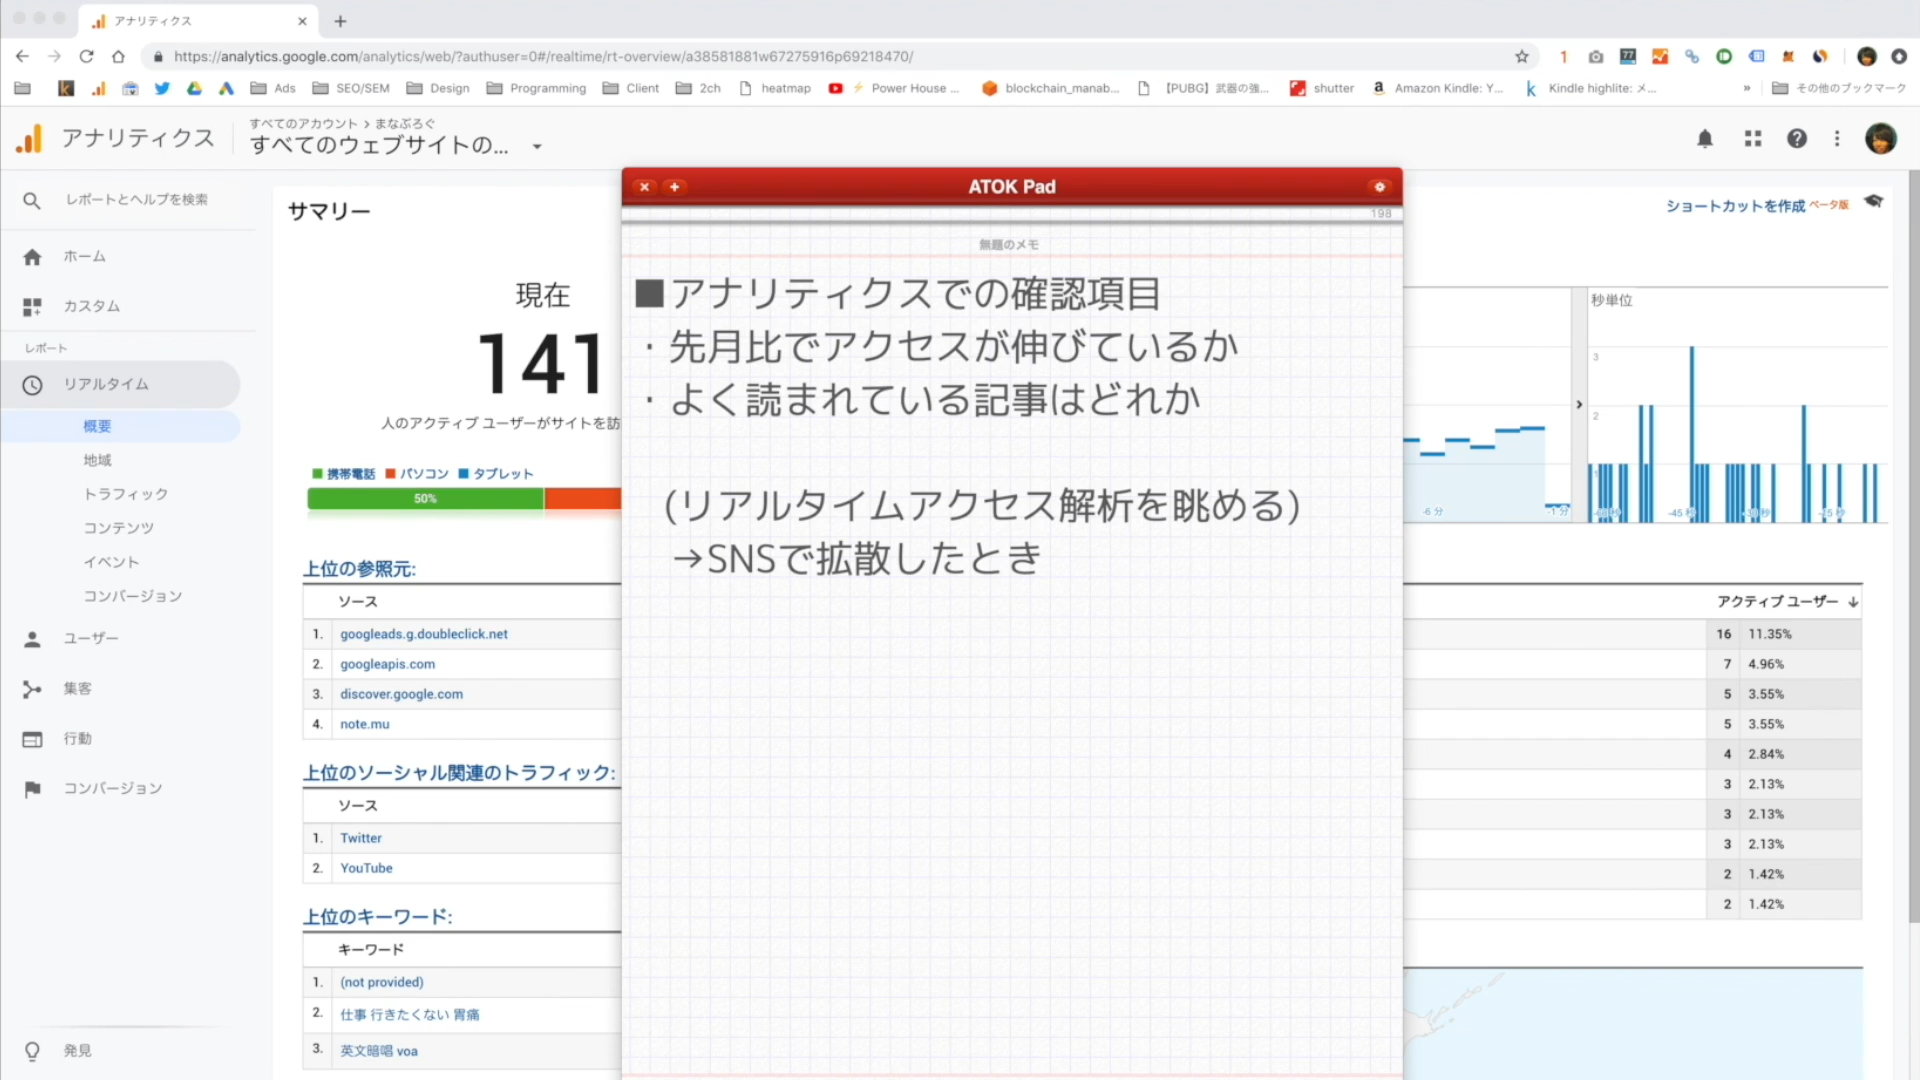 アナリティクス
https://analytics.google.com/analytics/web/?authuser=0#/realtime/rt-overview/a38581881w67275916p69218470/
Ads SEO/SEM Design Programming Client 2ch heatmap Power House ... blockchain_manab... 【PUBG】武器の強... shutter Amazon Kindle: Y... Kindle highlite: メ... » その他のブックマーク
アナリティクス
すべてのアカウント > まなぶろぐ
すべてのウェブサイトの...
レポートとヘルプを検索
ホーム
カスタム
レポート
リアルタイム
概要
地域
トラフィック
コンテンツ
イベント
コンバージョン
ユーザー
集客
行動
コンバージョン
発見
サマリー
ショートカットを作成 ベータ版
現在
141
人のアクティブ ユーザーがサイトを訪
携帯電話 パソコン タブレット
50%
上位の参照元:
ソース
1. googleads.g.doubleclick.net
2. googleapis.com
3. discover.google.com
4. note.mu
上位のソーシャル関連のトラフィック:
ソース
1. Twitter
2. YouTube
上位のキーワード:
キーワード
1. (not provided)
2. 仕事 行きたくない 胃痛
3. 英文暗唱 voa
ATOK Pad
198
無題のメモ
■アナリティクスでの確認項目
・先月比でアクセスが伸びているか
・よく読まれている記事はどれか
(リアルタイムアクセス解析を眺める)
→SNSで拡散したとき
秒単位
3
2
-6 分
-1 分
-45 秒
-15 秒
アクティブ ユーザー ↓
16 11.35%
7 4.96%
5 3.55%
5 3.55%
4 2.84%
3 2.13%
3 2.13%
3 2.13%
2 1.42%
2 1.42%